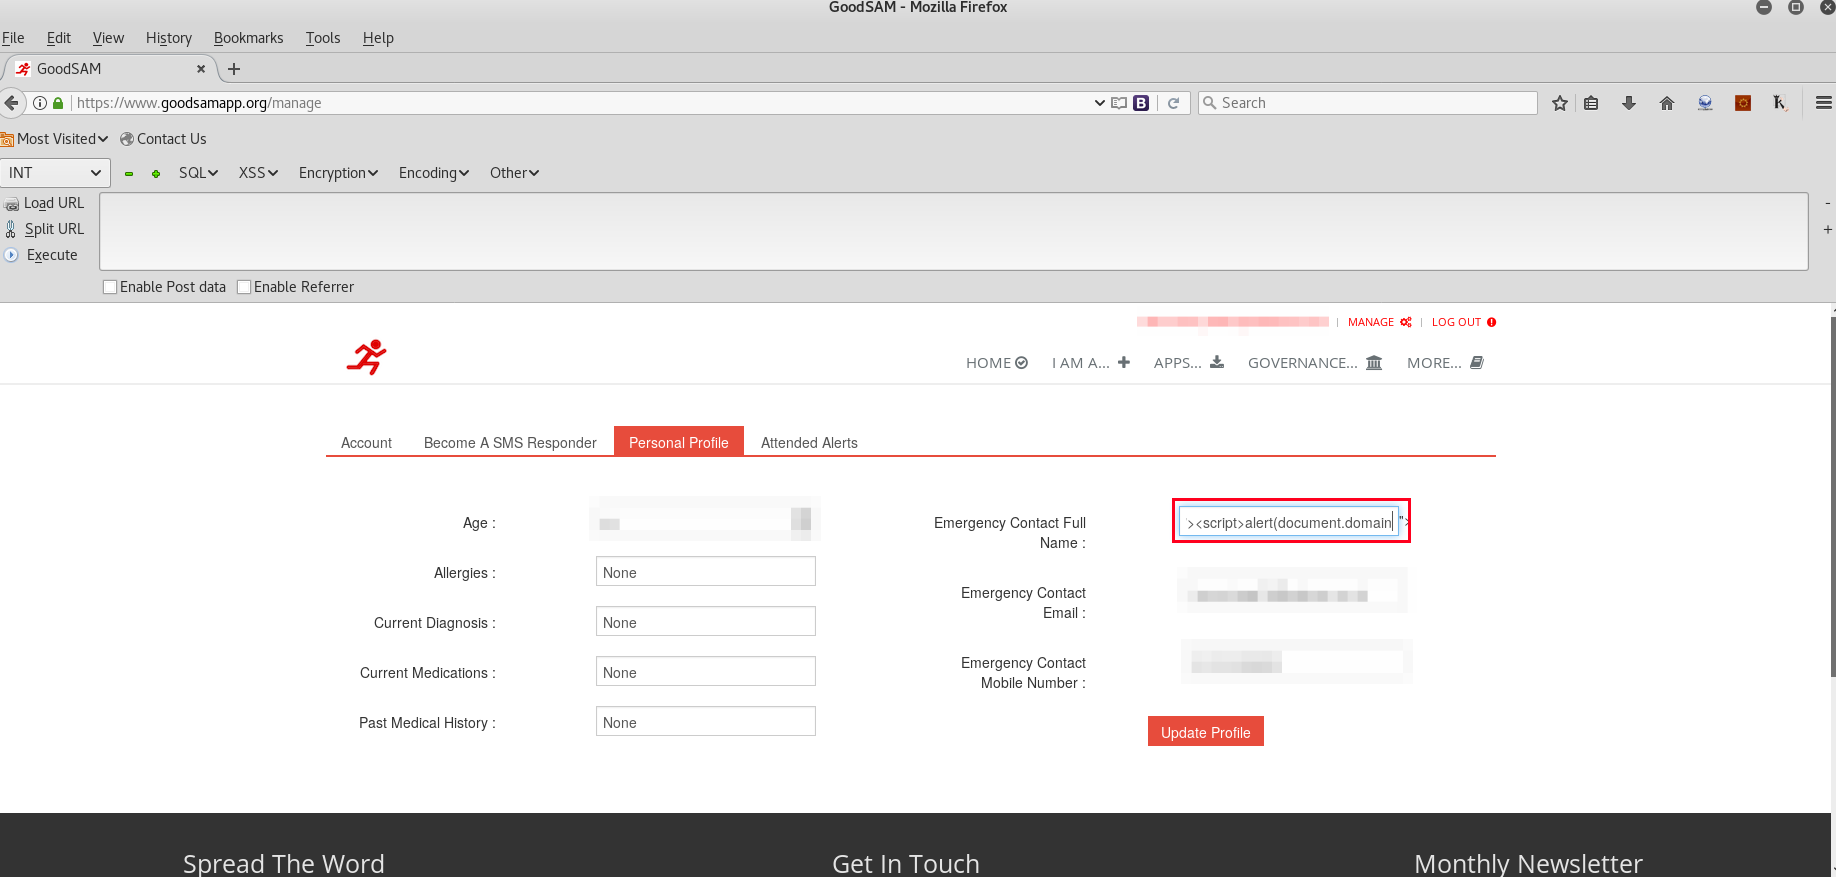 GoodSAM - Mozilla Firefox
File Edit View History Bookmarks Tools Help
GoodSAM
https://www.goodsamapp.org/manage
Search
Most Visited Contact Us
INT SQL XSS Encryption Encoding Other
Load URL
Split URL
Execute
Enable Post data Enable Referrer
MANAGE | LOG OUT
HOME I AM A... APPS... GOVERNANCE... MORE...
Account Become A SMS Responder Personal Profile Attended Alerts
Age :
Allergies : None
Current Diagnosis : None
Current Medications : None
Past Medical History : None
Emergency Contact Full
Name :
><script>alert(document.domain ">
Emergency Contact
Email :
Emergency Contact
Mobile Number :
Update Profile
Spread The Word Get In Touch Monthly Newsletter